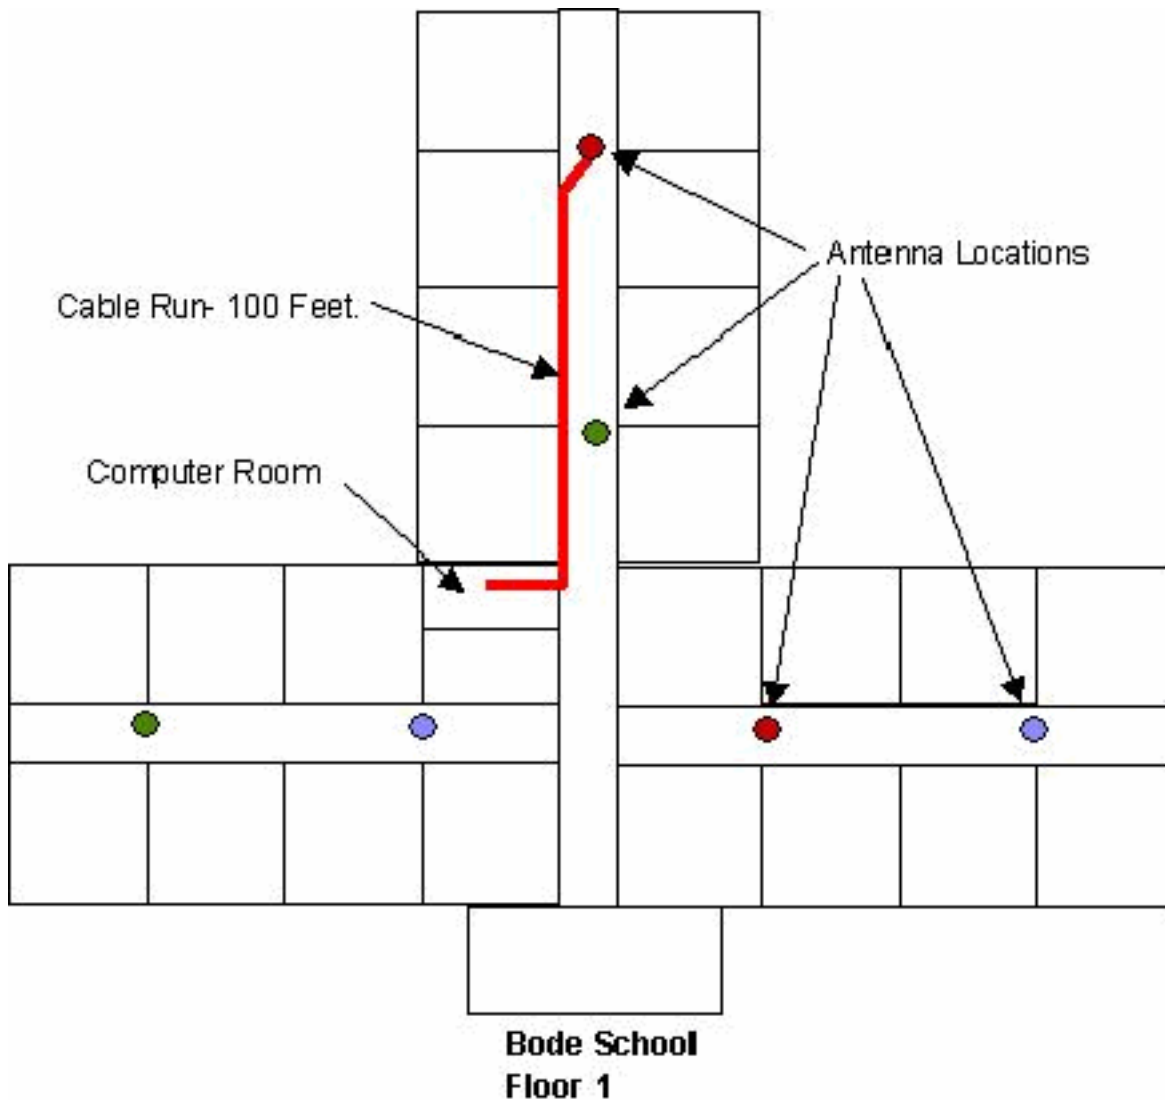 Antenna Locations
Cable Run- 100 Feet.
Computer Room
Bode School
Floor 1